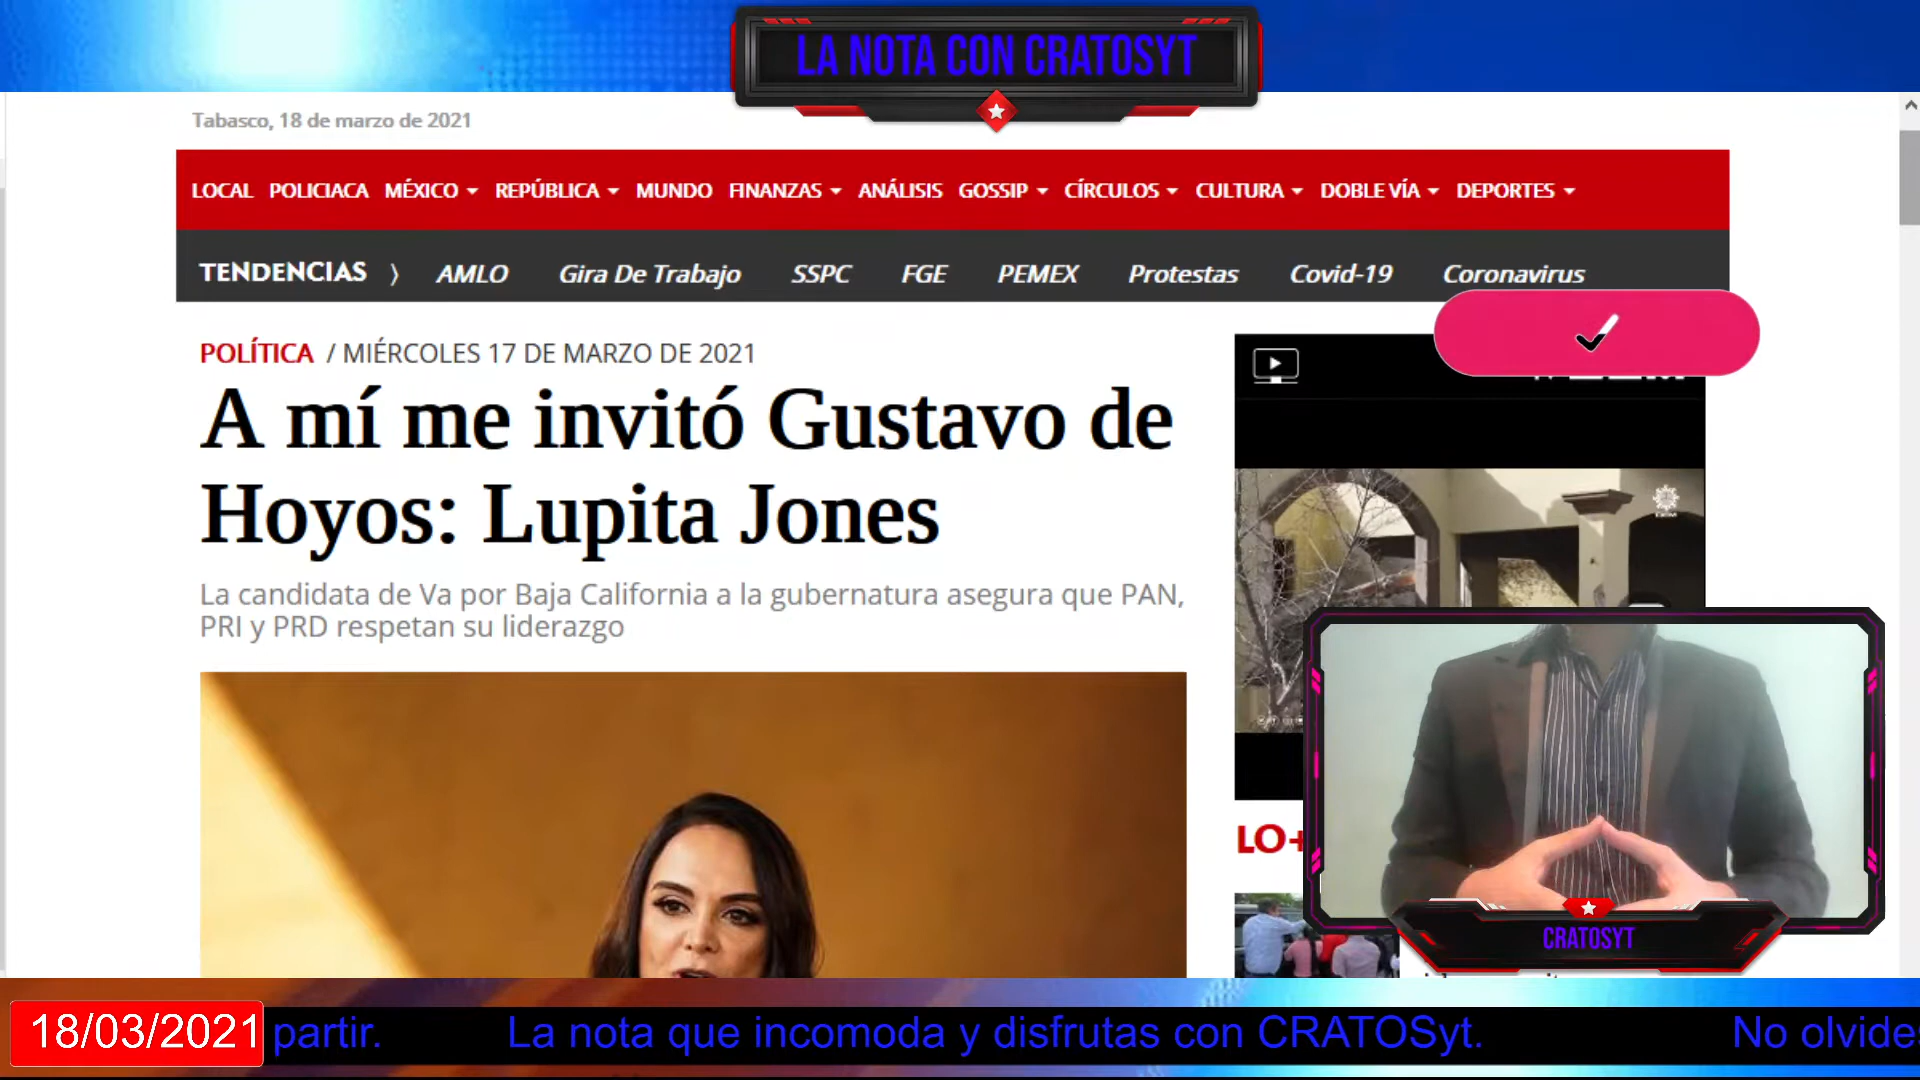 LA NOTA CON CRATOSYT
Tabasco, 18 de marzo de 2021
LOCAL POLICIACA MÉXICO REPÚBLICA MUNDO FINANZAS ANÁLISIS GOSSIP CÍRCULOS CULTURA DOBLE VÍA DEPORTES
TENDENCIAS AMLO Gira De Trabajo SSPC FGE PEMEX Protestas Covid-19 Coronavirus
POLÍTICA / MIÉRCOLES 17 DE MARZO DE 2021
A mí me invitó Gustavo de
Hoyos: Lupita Jones
La candidata de Va por Baja California a la gubernatura asegura que PAN,
PRI y PRD respetan su liderazgo
LO+
CRATOSYT
18/03/2021 partir. La nota que incomoda y disfrutas con CRATOSyt. No olvides